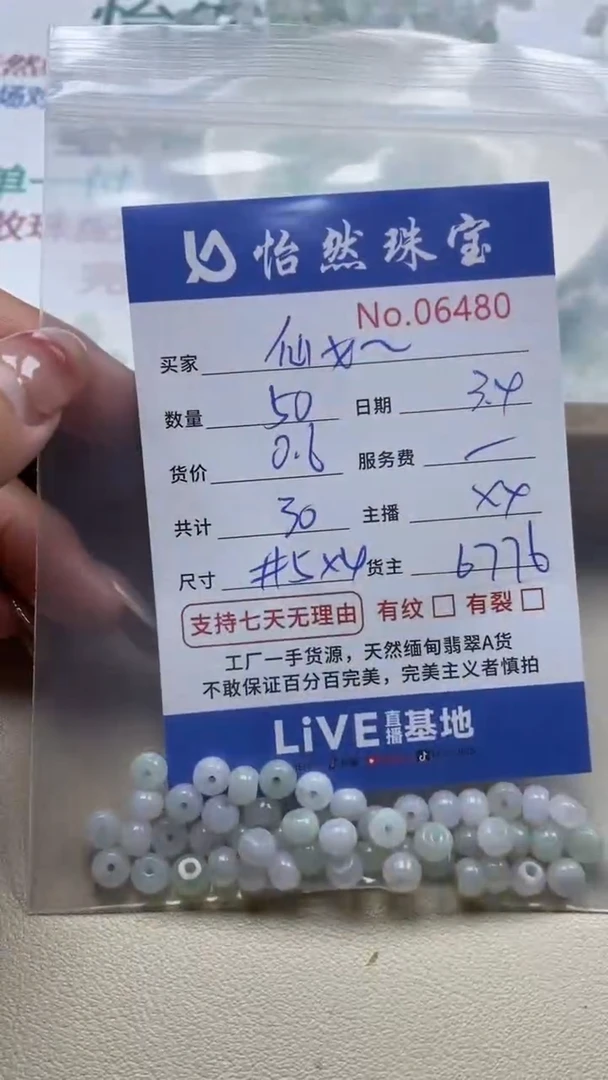 怡然珠宝
No.06480
买家 仙女~
数量 50 日期 3.4
货价 0.6 服务费 -
共计 30 主播 xy
尺寸 #5x4 货主 6776
支持七天无理由 有纹 □ 有裂 □
工厂一手货源，天然缅甸翡翠A货
不敢保证百分百完美，完美主义者慎拍
LiVE直播基地